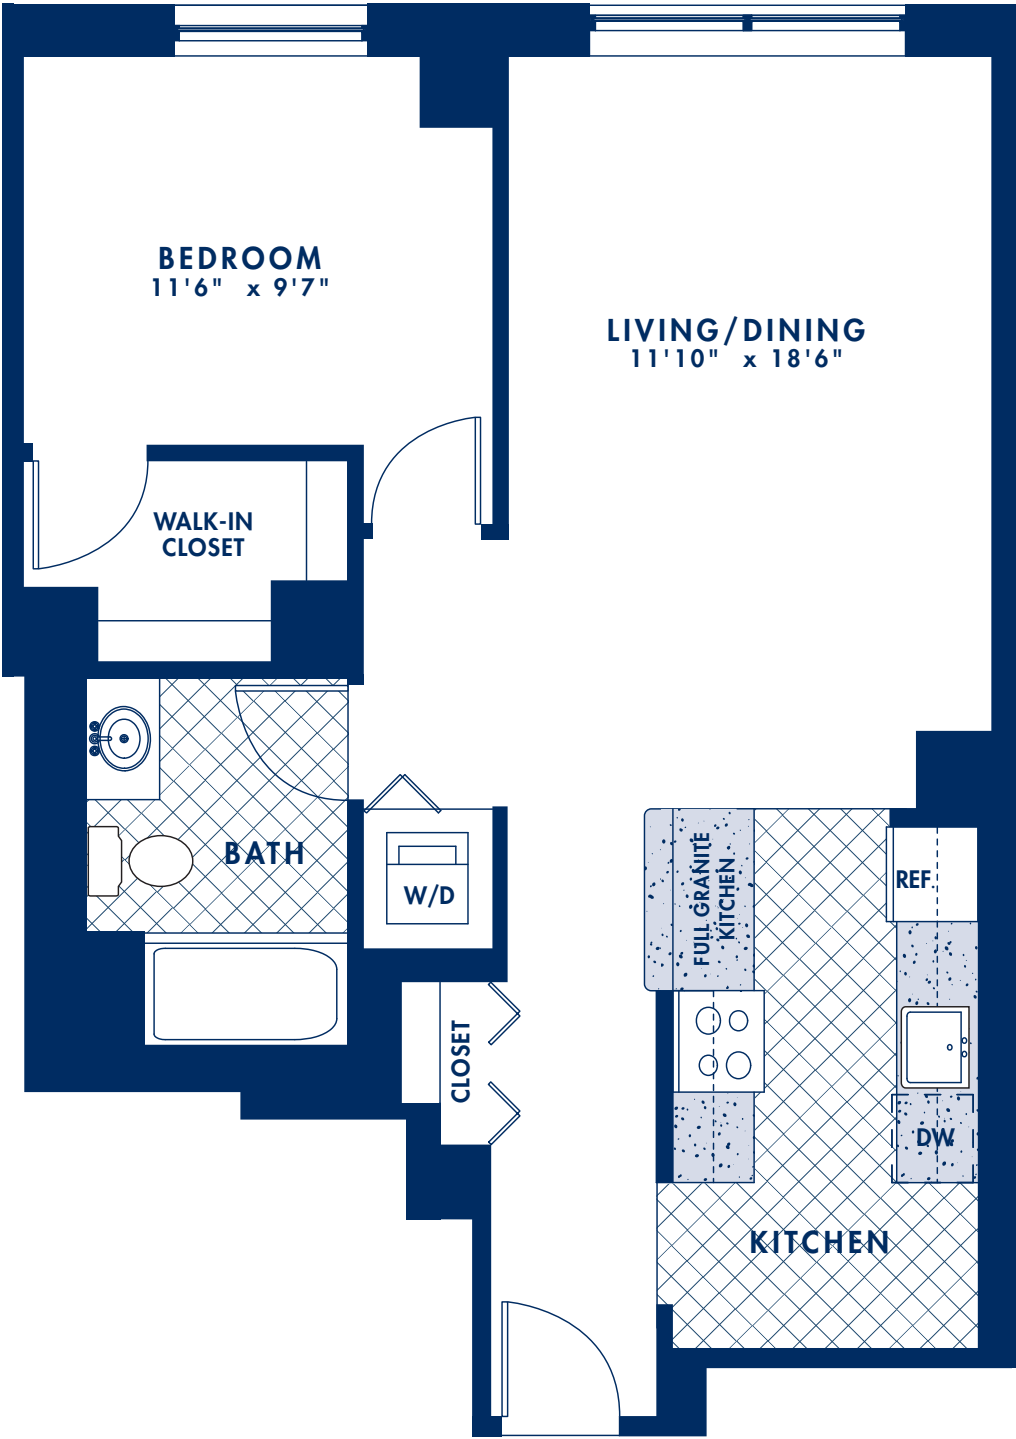 BEDROOM
11'6" x 9'7"
LIVING/DINING
11'10" x 18'6"
WALK-IN
CLOSET
BATH
W/D
FULL GRANITE
KITCHEN
REF.
CLOSET
DW
KITCHEN